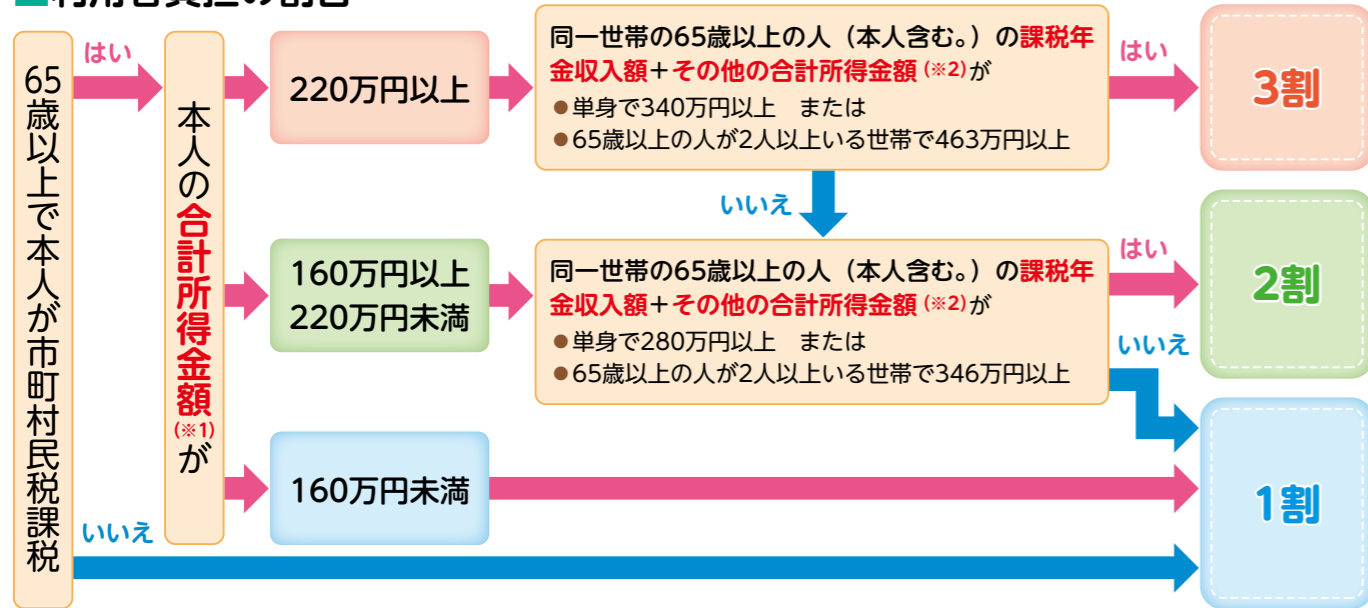 ■利用者負担の割合
65歳以上で本人が市町村民税課税
はい
いいえ
本人の合計所得金額(※1)が
220万円以上
同一世帯の65歳以上の人（本人含む。）の課税年
金収入額＋その他の合計所得金額(※2)が
●単身で340万円以上　または
●65歳以上の人が2人以上いる世帯で463万円以上
はい
3割
いいえ
160万円以上
220万円未満
同一世帯の65歳以上の人（本人含む。）の課税年
金収入額＋その他の合計所得金額(※2)が
●単身で280万円以上　または
●65歳以上の人が2人以上いる世帯で346万円以上
はい
2割
いいえ
160万円未満
1割